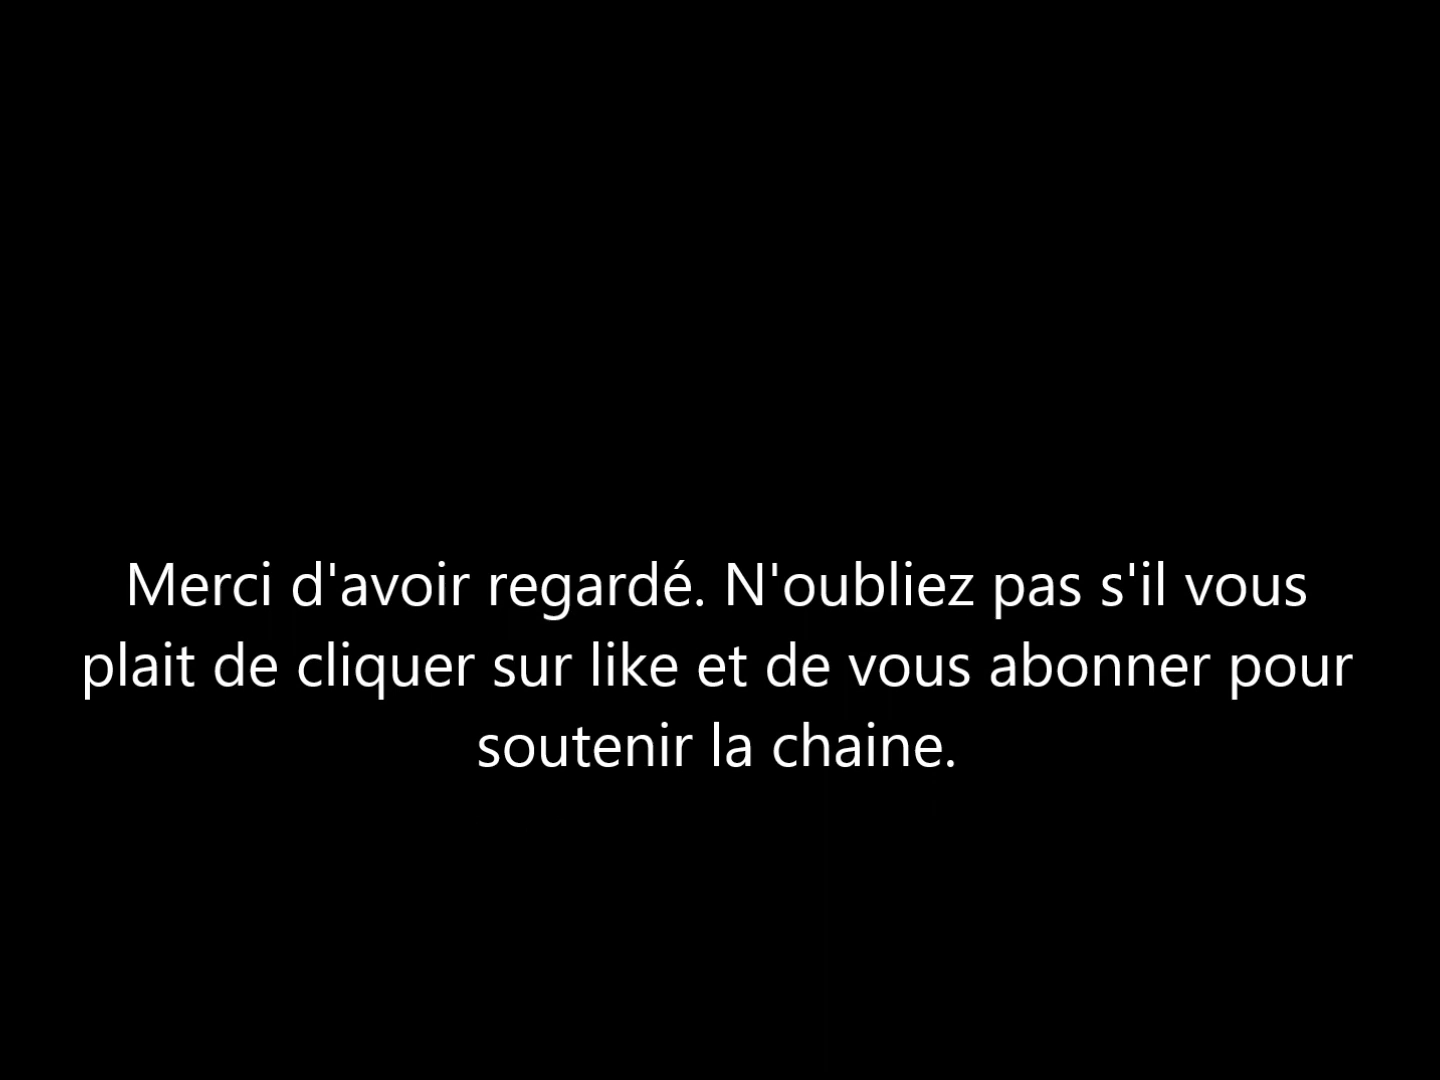 Merci d'avoir regardé. N'oubliez pas s'il vous
plait de cliquer sur like et de vous abonner pour
soutenir la chaine.